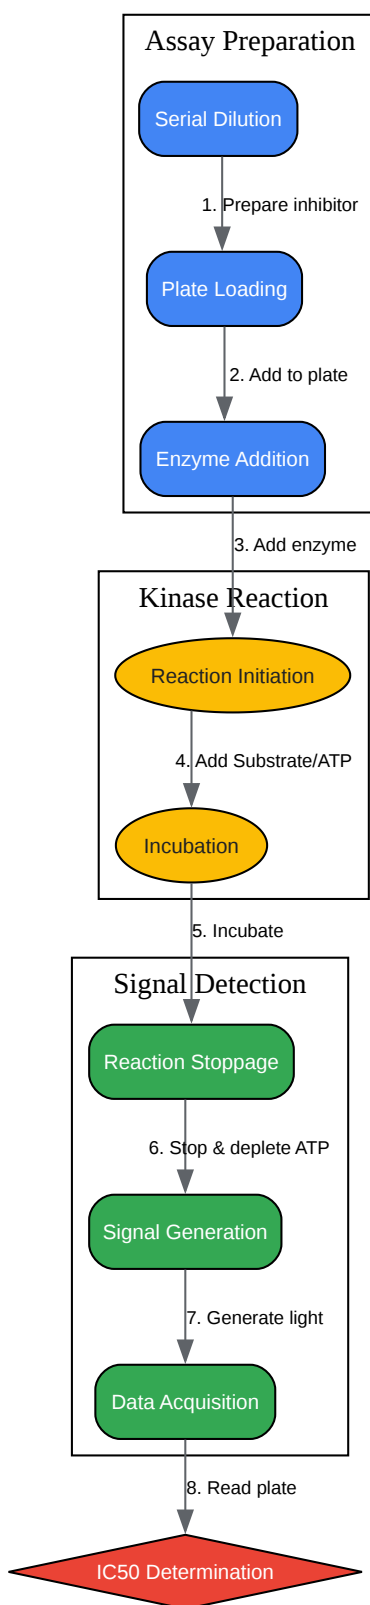 Assay Preparation
Serial Dilution
1. Prepare inhibitor
Plate Loading
2. Add to plate
Enzyme Addition
3. Add enzyme
Kinase Reaction
Reaction Initiation
4. Add Substrate/ATP
Incubation
5. Incubate
Signal Detection
Reaction Stoppage
6. Stop & deplete ATP
Signal Generation
7. Generate light
Data Acquisition
8. Read plate
IC50 Determination